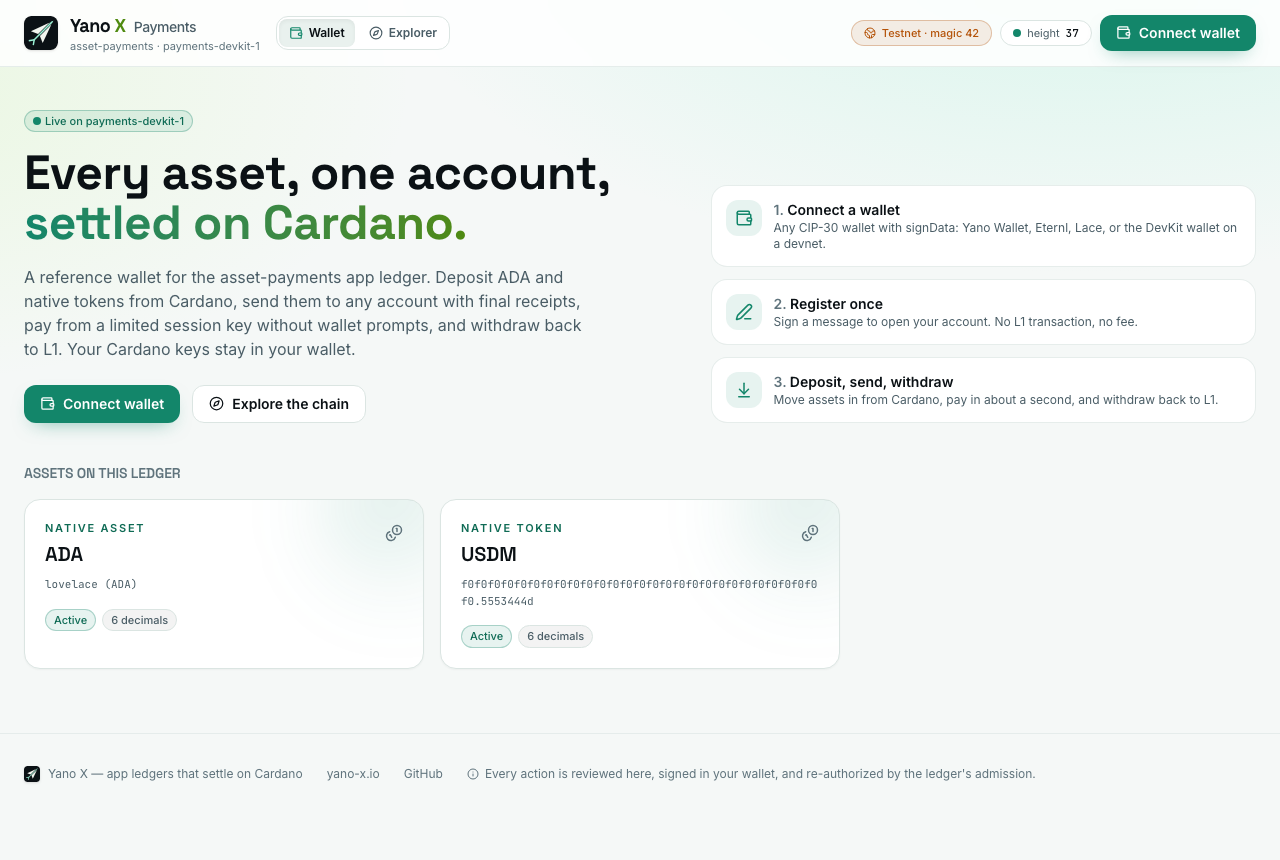 Yano X Payments
asset-payments · payments-devkit-1
Wallet
Explorer
Testnet · magic 42
height 37
Connect wallet
Live on payments-devkit-1
Every asset, one account,
settled on Cardano.
A reference wallet for the asset-payments app ledger. Deposit ADA and
native tokens from Cardano, send them to any account with final receipts,
pay from a limited session key without wallet prompts, and withdraw back
to L1. Your Cardano keys stay in your wallet.
Connect wallet
Explore the chain
1. Connect a wallet
Any CIP-30 wallet with signData: Yano Wallet, Eternl, Lace, or the DevKit wallet on
a devnet.
2. Register once
Sign a message to open your account. No L1 transaction, no fee.
3. Deposit, send, withdraw
Move assets in from Cardano, pay in about a second, and withdraw back to L1.
ASSETS ON THIS LEDGER
NATIVE ASSET
ADA
lovelace (ADA)
Active
6 decimals
NATIVE TOKEN
USDM
f0f0f0f0f0f0f0f0f0f0f0f0f0f0f0f0f0f0f0f0f0f0f0f0f0f0f0
f0.5553444d
Active
6 decimals
Yano X — app ledgers that settle on Cardano
yano-x.io
GitHub
Every action is reviewed here, signed in your wallet, and re-authorized by the ledger's admission.